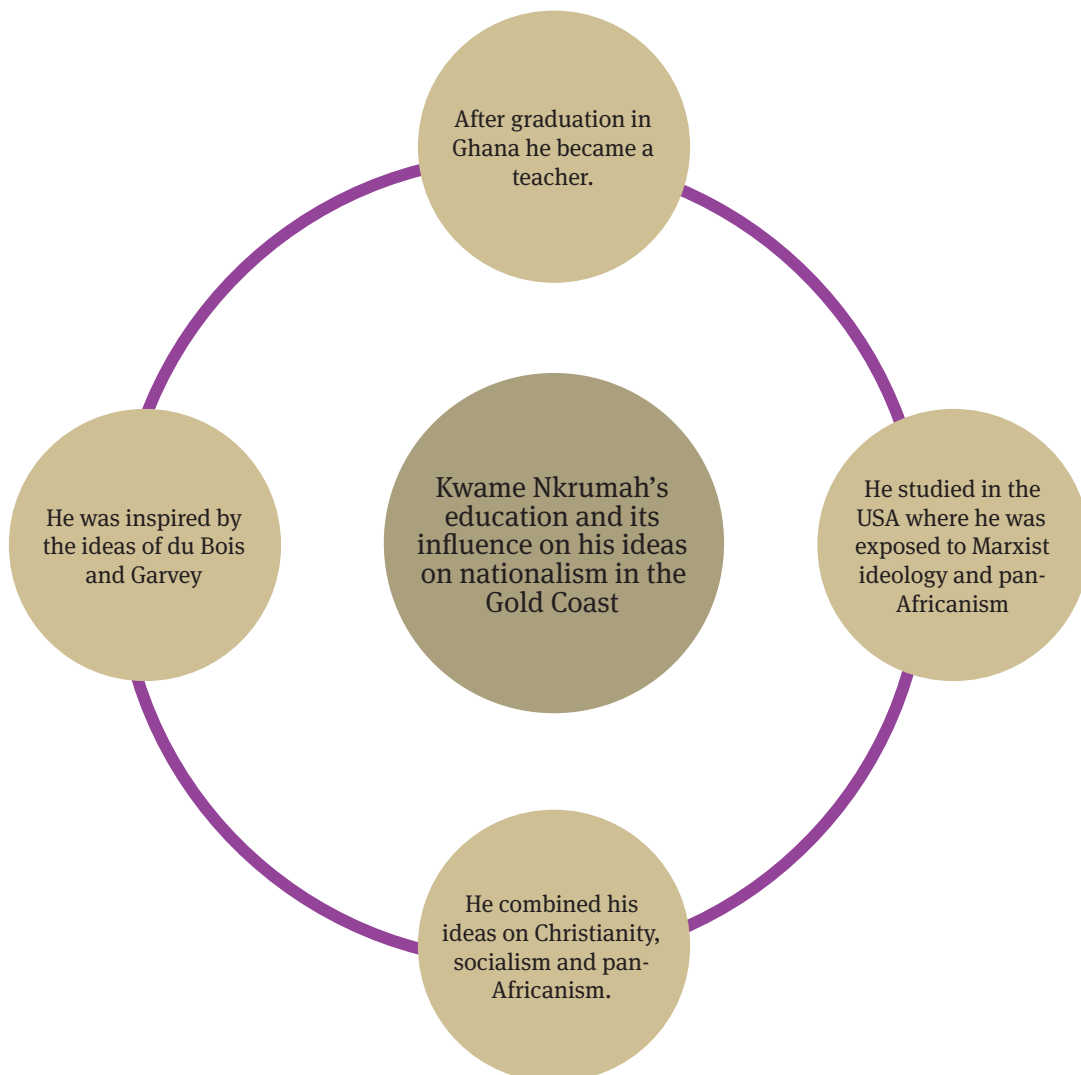 After graduation in
Ghana he became a
teacher.
He was inspired by
the ideas of du Bois
and Garvey
Kwame Nkrumah’s
education and its
influence on his ideas
on nationalism in the
Gold Coast
He studied in the
USA where he was
exposed to Marxist
ideology and pan-
Africanism
He combined his
ideas on Christianity,
socialism and pan-
Africanism.